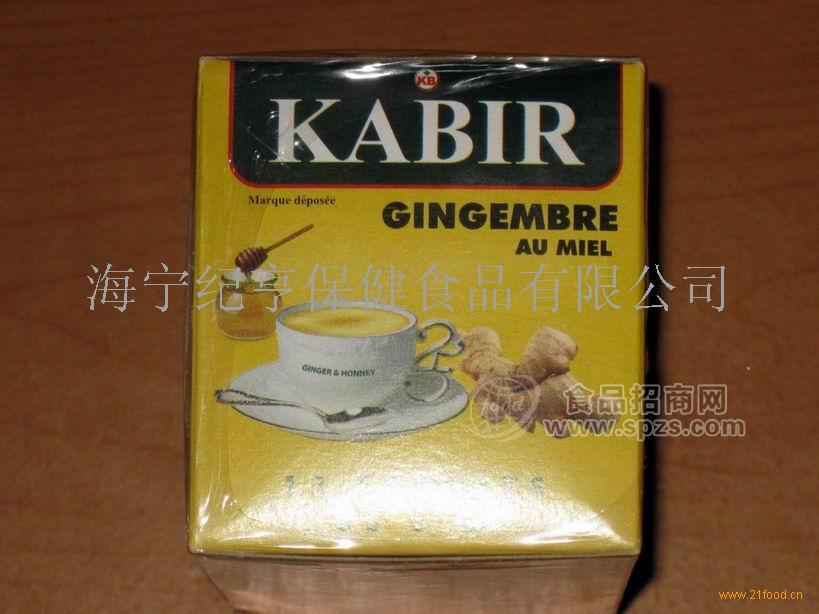 KB
KABIR
Marque déposée
GINGEMBRE
AU MIEL
海宁纪亨保健食品有限公司
GINGER & HONNEY
食品招商网
www.spzs.com
www.21food.cn